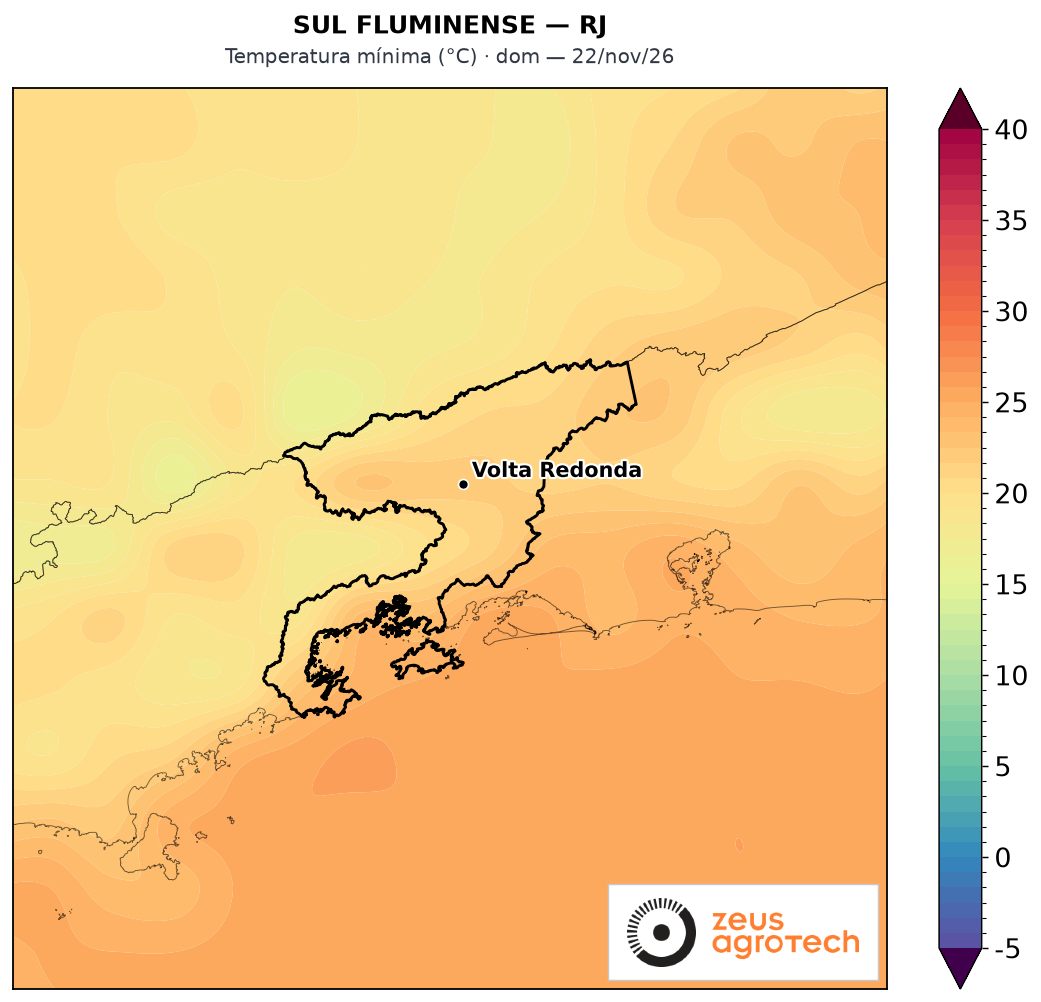 SUL FLUMINENSE — RJ
Temperatura mínima (°C) · dom — 22/nov/26
40
35
30
25
20
15
10
5
0
-5
Volta Redonda
zeus
agrotech